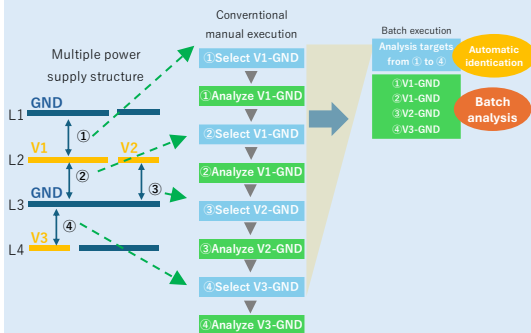 Multiple power
supply structure
L1
GND
①
L2
V1
V2
②
③
L3
GND
④
V3
L4
Conventional
manual execution
①Select V1-GND
①Analyze V1-GND
②Select V1-GND
②Analyze V1-GND
③Select V2-GND
③Analyze V2-GND
④Select V3-GND
④Analyze V3-GND
Batch execution
Analysis targets
from ① to ④
Automatic
identication
①V1-GND
②V1-GND
③V2-GND
④V3-GND
Batch
analysis